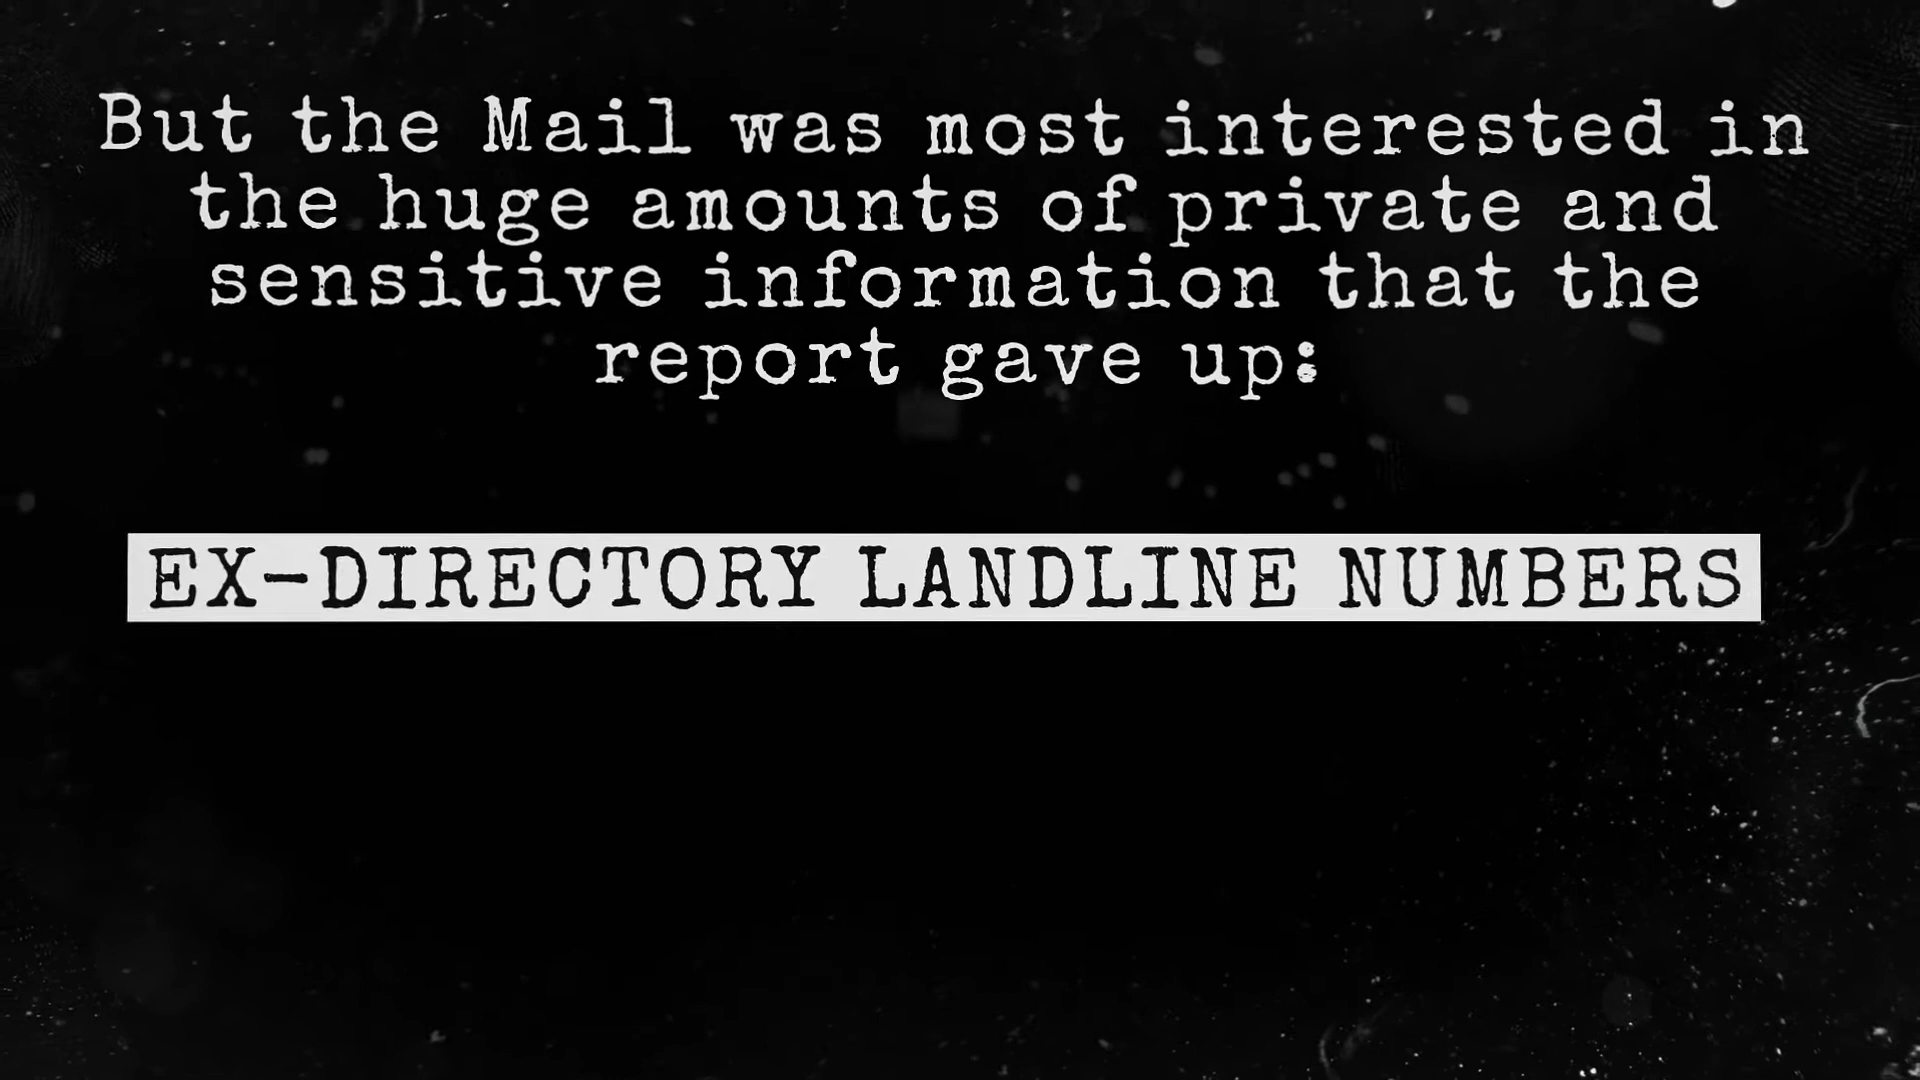 But the Mail was most interested in
the huge amounts of private and
sensitive information that the
report gave up:
EX-DIRECTORY LANDLINE NUMBERS